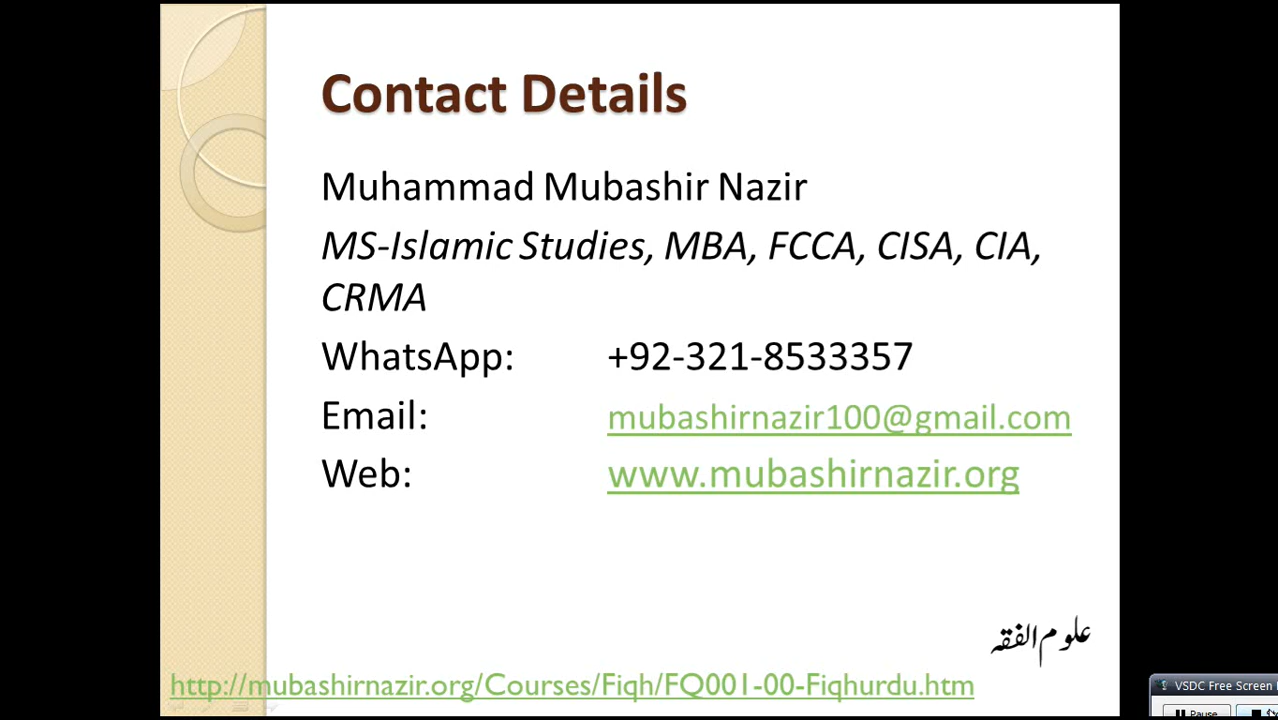 Contact Details
Muhammad Mubashir Nazir
MS-Islamic Studies, MBA, FCCA, CISA, CIA,
CRMA
WhatsApp: +92-321-8533357
Email: mubashirnazir100@gmail.com
Web: www.mubashirnazir.org
علوم الفقہ
http://mubashirnazir.org/Courses/Fiqh/FQ001-00-Fiqhurdu.htm
VSDC Free Screen
Pause